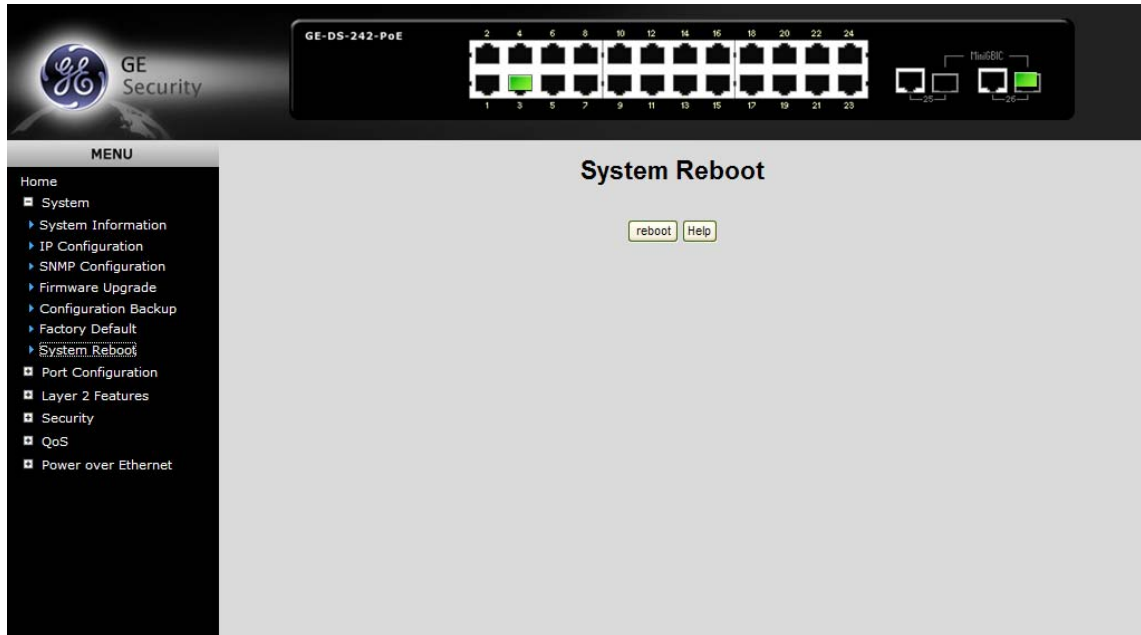 GE
Security
GE-DS-242-PoE
2 4 6 8 10 12 14 16 18 20 22 24
1 3 5 7 9 11 13 15 17 19 21 23
MiniGBIC
25 26
MENU
Home
System
System Information
IP Configuration
SNMP Configuration
Firmware Upgrade
Configuration Backup
Factory Default
System Reboot
Port Configuration
Layer 2 Features
Security
QoS
Power over Ethernet
System Reboot
reboot Help